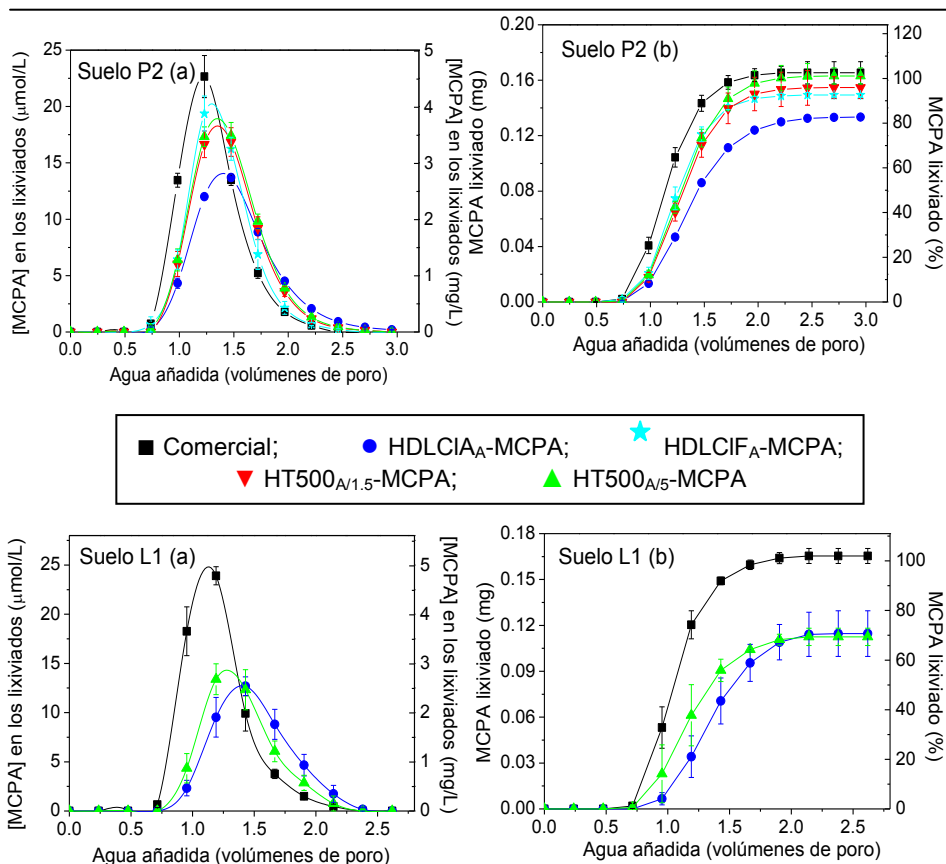 Suelo P2 (a)
[MCPA] en los lixiviados (µmol/L)
25
20
15
10
5
0
5
4
3
2
1
0
[MCPA] en los lixiviados (mg/L)
0.0 0.5 1.0 1.5 2.0 2.5 3.0
Agua añadida (volúmenes de poro)
Suelo P2 (b)
MCPA lixiviado (mg)
0.20
0.16
0.12
0.08
0.04
0.00
120
100
80
60
40
20
0
MCPA lixiviado (%)
0.0 0.5 1.0 1.5 2.0 2.5 3.0
Agua añadida (volúmenes de poro)
Comercial; HDLClA_A-MCPA; HDLClF_A-MCPA;
HT500_A/1.5-MCPA; HT500_A/5-MCPA
Suelo L1 (a)
[MCPA] en los lixiviados (µmol/L)
25
20
15
10
5
0
5
4
3
2
1
0
[MCPA] en los lixiviados (mg/L)
0.0 0.5 1.0 1.5 2.0 2.5
Agua añadida (volúmenes de poro)
Suelo L1 (b)
MCPA lixiviado (mg)
0.18
0.15
0.12
0.09
0.06
0.03
0.00
100
80
60
40
20
0
MCPA lixiviado (%)
0.0 0.5 1.0 1.5 2.0 2.5
Agua añadida (volúmenes de poro)